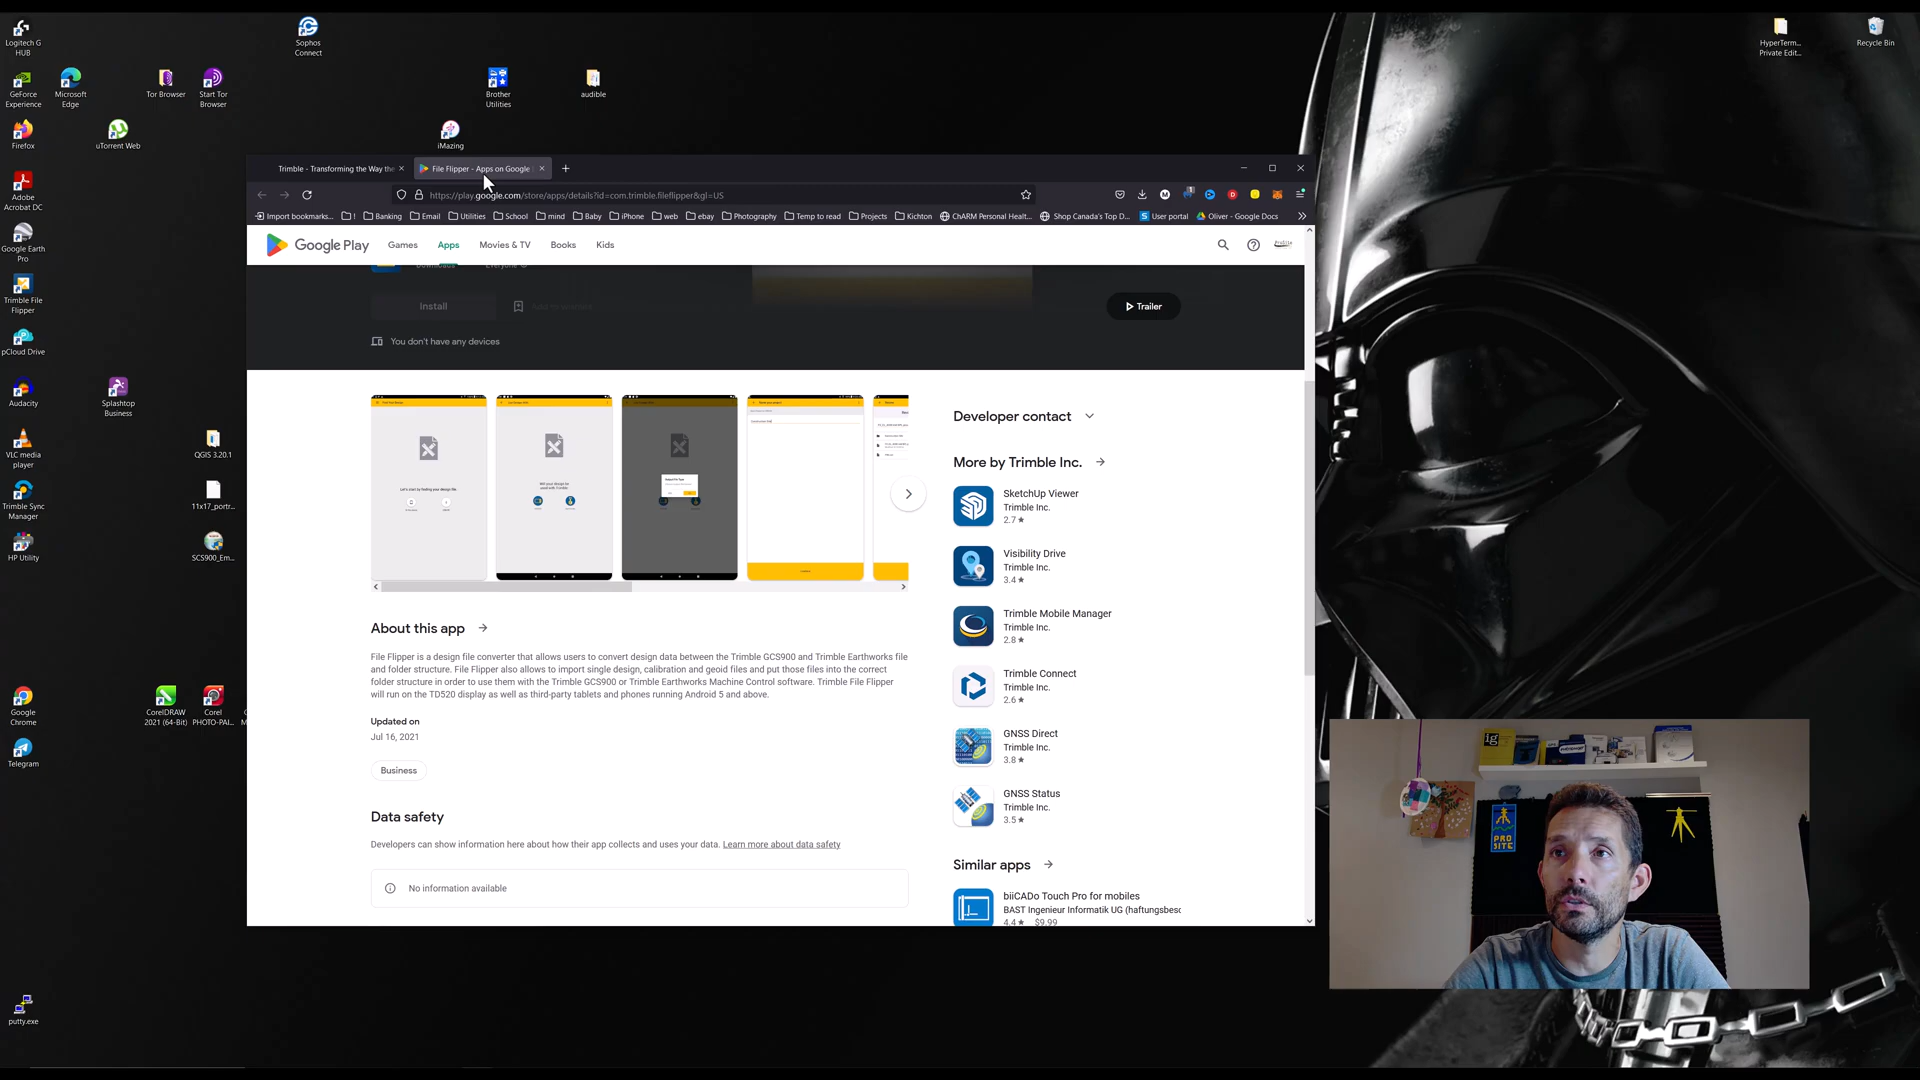 Logitech G
HUB
Sophos
Connect
HyperTerm...
Private Edit...
Recycle Bin
GeForce
Experience
Microsoft
Edge
Tor Browser
Start Tor
Browser
Brother
Utilities
audible
Firefox
uTorrent Web
iMazing
Trimble - Transforming the Way the
File Flipper - Apps on Google
https://play.google.com/store/apps/details?id=com.trimble.fileflipper&gl=US
Import bookmarks...
!
Banking
Email
Utilities
School
mind
Baby
iPhone
web
ebay
Photography
Temp to read
Projects
Kichton
ChARM Personal Healt...
Shop Canada's Top D...
User portal
Oliver - Google Docs
Google Play
Games
Apps
Movies & TV
Books
Kids
Downloads
Everyone
Install
Trailer
You don't have any devices
Adobe
Acrobat DC
Google Earth
Pro
Trimble File
Flipper
pCloud Drive
Audacity
Splashtop
Business
VLC media
player
QGIS 3.20.1
Trimble Sync
Manager
11x17_portr...
HP Utility
SCS900_Em...
Google
Chrome
CorelDRAW
2021 (64-Bit)
Corel
PHOTO-PAI...
Telegram
putty.exe
Let's start by finding your design file.
Developer contact
More by Trimble Inc.
SketchUp Viewer
Trimble Inc.
2.7★
Visibility Drive
Trimble Inc.
3.4★
Trimble Mobile Manager
Trimble Inc.
2.8★
Trimble Connect
Trimble Inc.
2.6★
GNSS Direct
Trimble Inc.
3.8★
GNSS Status
Trimble Inc.
3.5★
Similar apps
biiCADo Touch Pro for mobiles
BAST Ingenieur Informatik UG (haftungsbesc
4.4★ $9.99
About this app
File Flipper is a design file converter that allows users to convert design data between the Trimble GCS900 and Trimble Earthworks file
and folder structure. File Flipper also allows to import single design, calibration and geoid files and put those files into the correct
folder structure in order to use them with the Trimble GCS900 or Trimble Earthworks Machine Control software. Trimble File Flipper
will run on the TD520 display as well as third-party tablets and phones running Android 5 and above.
Updated on
Jul 16, 2021
Business
Data safety
Developers can show information here about how their app collects and uses your data. Learn more about data safety
No information available
ig
PRO
SITE